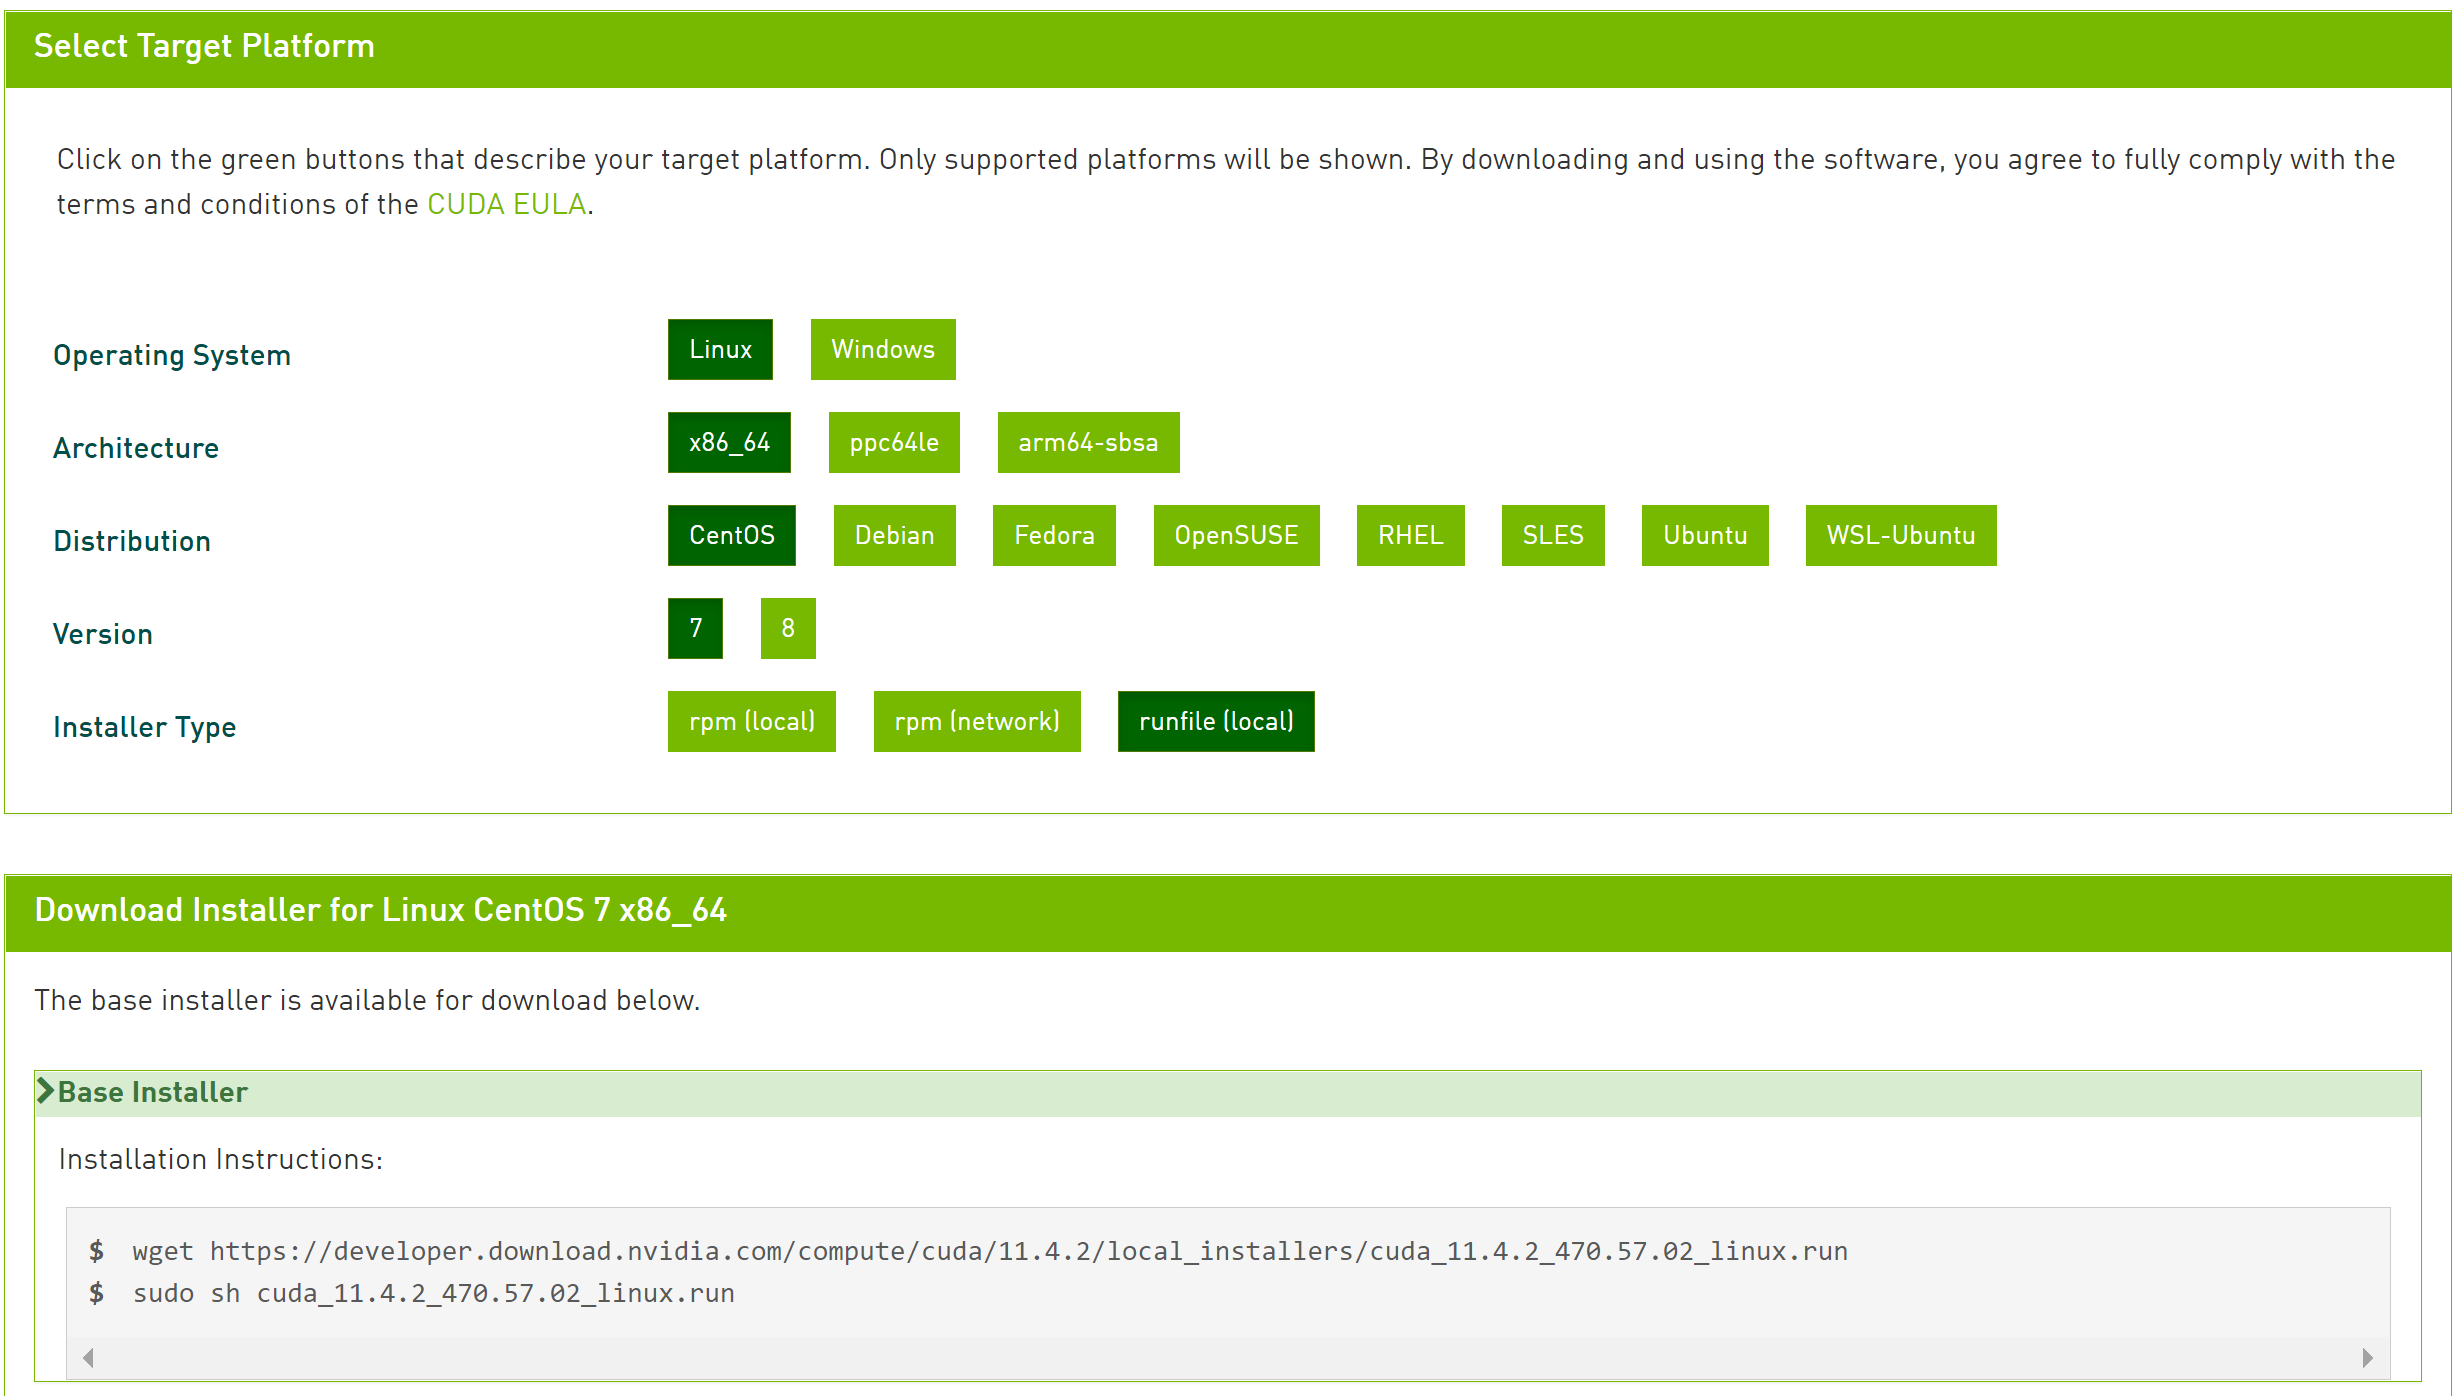 Select Target Platform
Click on the green buttons that describe your target platform. Only supported platforms will be shown. By downloading and using the software, you agree to fully comply with the
terms and conditions of the CUDA EULA.
Operating System Linux Windows
Architecture x86_64 ppc64le arm64-sbsa
Distribution CentOS Debian Fedora OpenSUSE RHEL SLES Ubuntu WSL-Ubuntu
Version 7 8
Installer Type rpm (local) rpm (network) runfile (local)
Download Installer for Linux CentOS 7 x86_64
The base installer is available for download below.
Base Installer
Installation Instructions:
$ wget https://developer.download.nvidia.com/compute/cuda/11.4.2/local_installers/cuda_11.4.2_470.57.02_linux.run
$ sudo sh cuda_11.4.2_470.57.02_linux.run